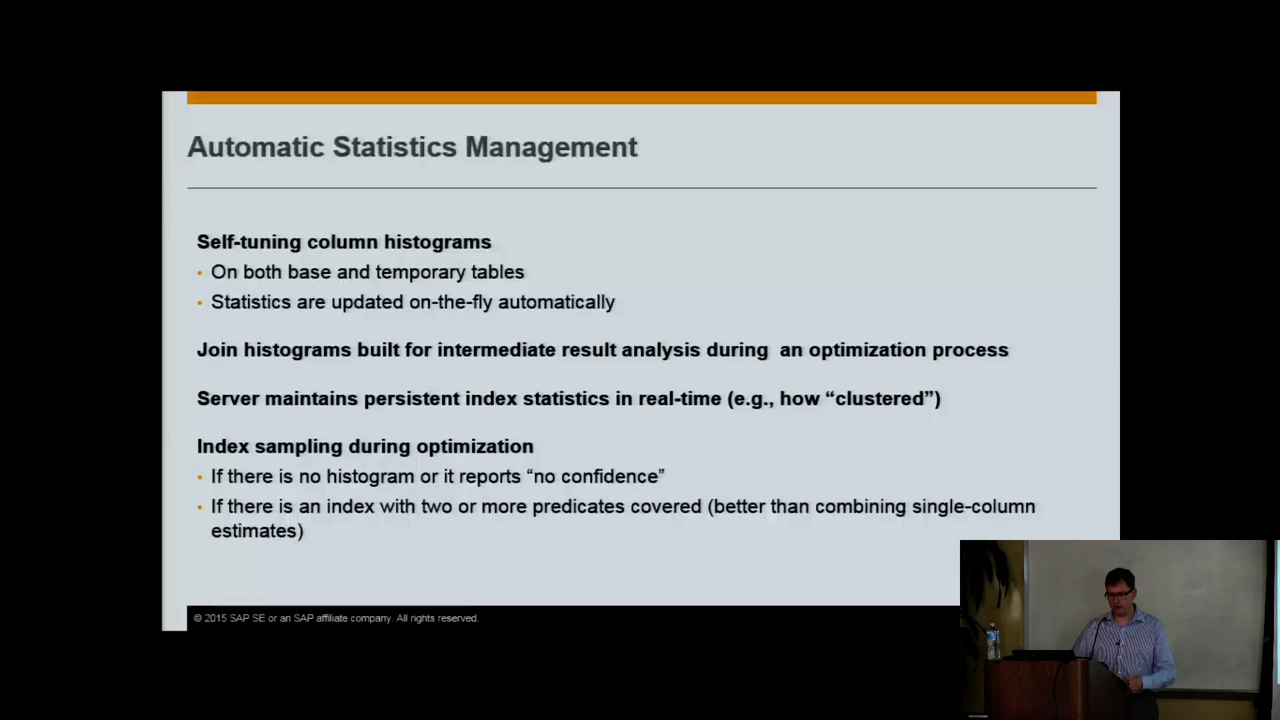 Automatic Statistics Management
Self-tuning column histograms
• On both base and temporary tables
• Statistics are updated on-the-fly automatically
Join histograms built for intermediate result analysis during  an optimization process
Server maintains persistent index statistics in real-time (e.g., how “clustered”)
Index sampling during optimization
• If there is no histogram or it reports “no confidence”
• If there is an index with two or more predicates covered (better than combining single-column
estimates)
© 2015 SAP SE or an SAP affiliate company. All rights reserved.